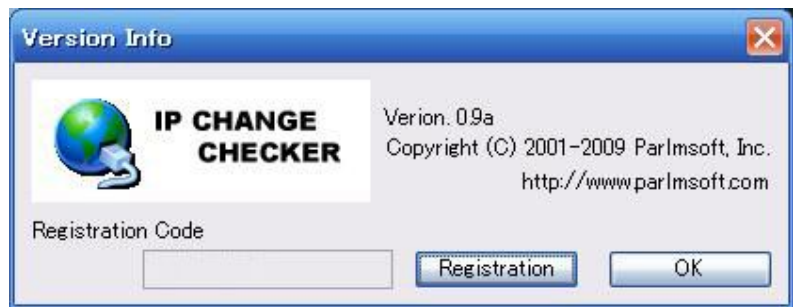 Version Info
IP CHANGE
CHECKER
Verion. 0.9a
Copyright (C) 2001-2009 Parlmsoft, Inc.
http://www.parlmsoft.com
Registration Code
Registration
OK